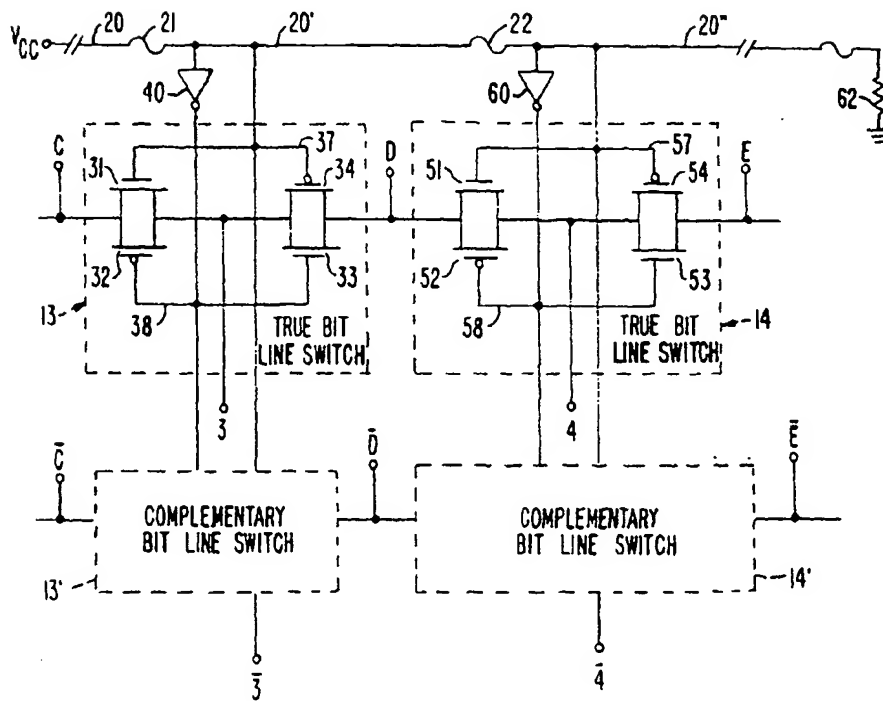 20 21 20' 22 20"
VCC
40 60 62
C 37 D 57 E
31 34 51 54
32 33 52 53
13 38 TRUE BIT LINE SWITCH 58 TRUE BIT LINE SWITCH 14
3 4
C̄ D̄ Ē
COMPLEMENTARY BIT LINE SWITCH COMPLEMENTARY BIT LINE SWITCH
13' 14'
3̄ 4̄